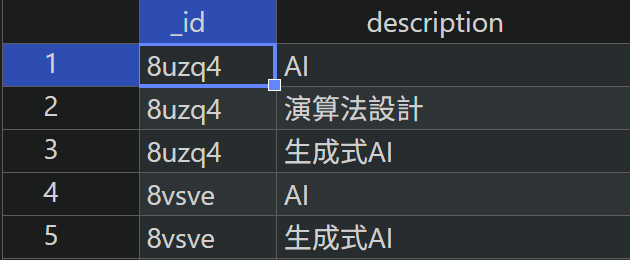 _id description
1 8uzq4 AI
2 8uzq4 演算法設計
3 8uzq4 生成式AI
4 8vsve AI
5 8vsve 生成式AI